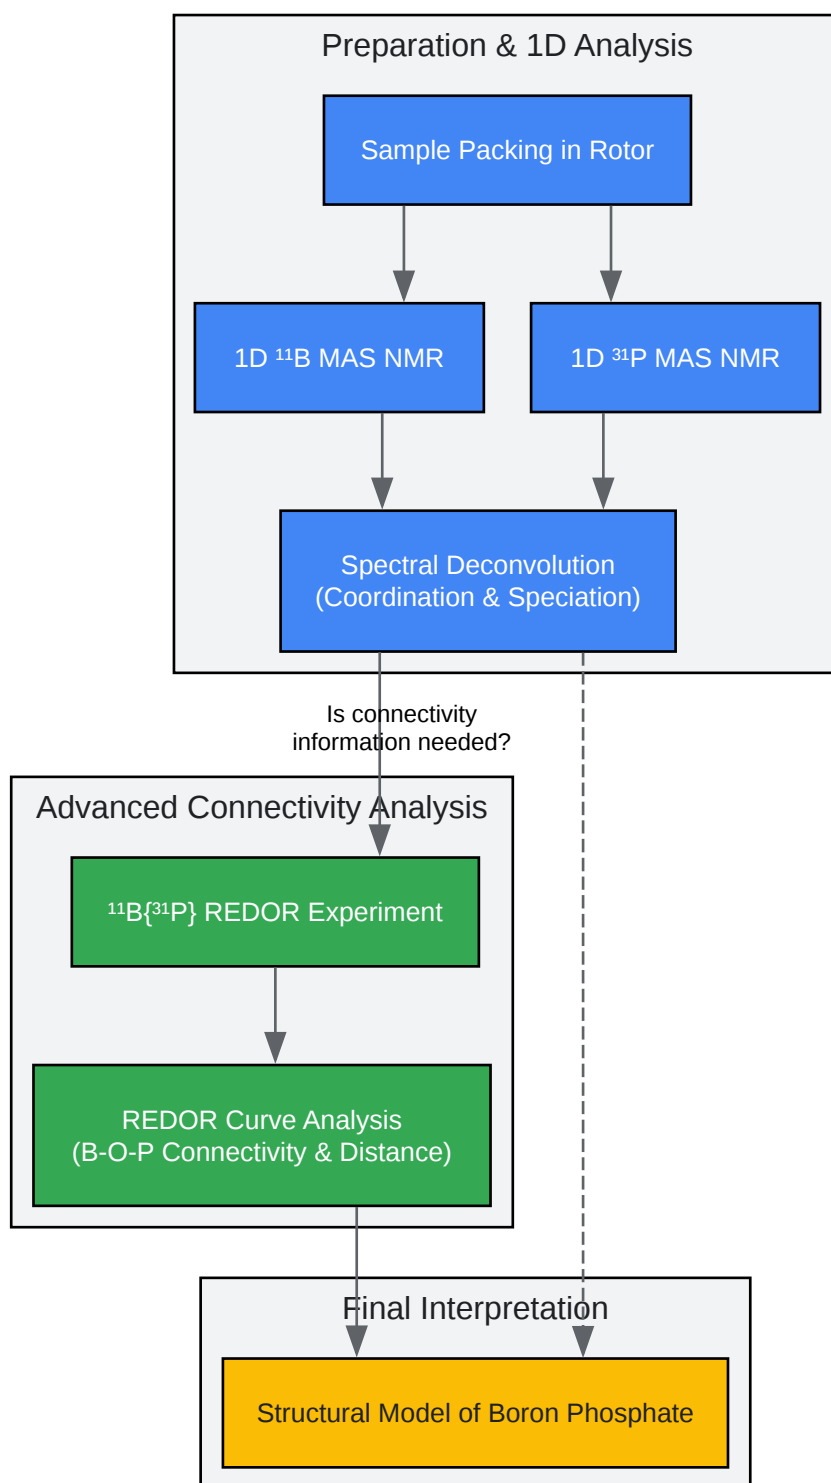 Preparation & 1D Analysis
Sample Packing in Rotor
1D ¹¹B MAS NMR
1D ³¹P MAS NMR
Spectral Deconvolution
(Coordination & Speciation)
Is connectivity
information needed?
Advanced Connectivity Analysis
¹¹B{³¹P} REDOR Experiment
REDOR Curve Analysis
(B-O-P Connectivity & Distance)
Final Interpretation
Structural Model of Boron Phosphate